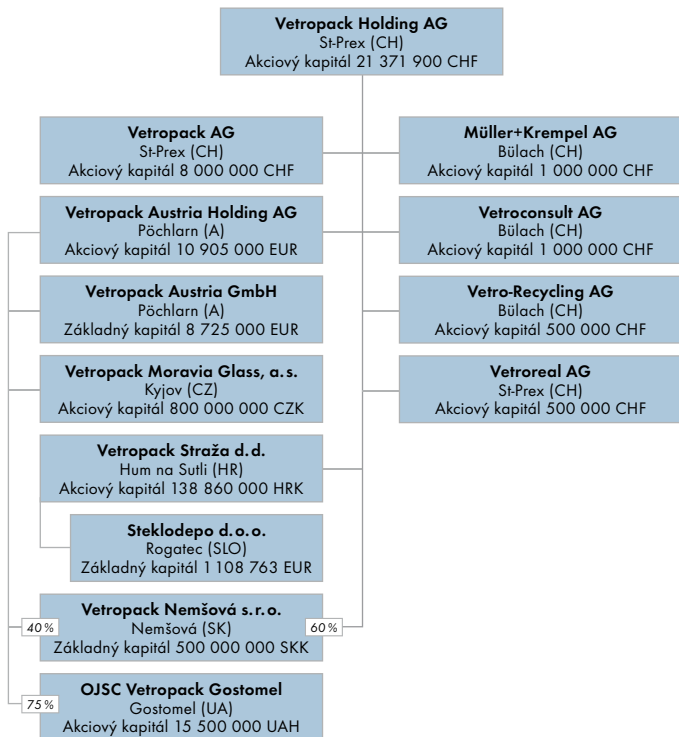 Vetropack Holding AG
St-Prex (CH)
Akciový kapitál 21 371 900 CHF
Vetropack AG
St-Prex (CH)
Akciový kapitál 8 000 000 CHF
Müller+Krempel AG
Bülach (CH)
Akciový kapitál 1 000 000 CHF
Vetropack Austria Holding AG
Pöchlarn (A)
Akciový kapitál 10 905 000 EUR
Vetroconsult AG
Bülach (CH)
Akciový kapitál 1 000 000 CHF
Vetropack Austria GmbH
Pöchlarn (A)
Základný kapitál 8 725 000 EUR
Vetro-Recycling AG
Bülach (CH)
Akciový kapitál 500 000 CHF
Vetropack Moravia Glass, a.s.
Kyjov (CZ)
Akciový kapitál 800 000 000 CZK
Vetroreal AG
St-Prex (CH)
Akciový kapitál 500 000 CHF
Vetropack Straža d.d.
Hum na Sutli (HR)
Akciový kapitál 138 860 000 HRK
Steklodepo d.o.o.
Rogatec (SLO)
Základný kapitál 1 108 763 EUR
Vetropack Nemšová s.r.o.
40% Nemšová (SK) 60%
Základný kapitál 500 000 000 SKK
OJSC Vetropack Gostomel
75% Gostomel (UA)
Akciový kapitál 15 500 000 UAH